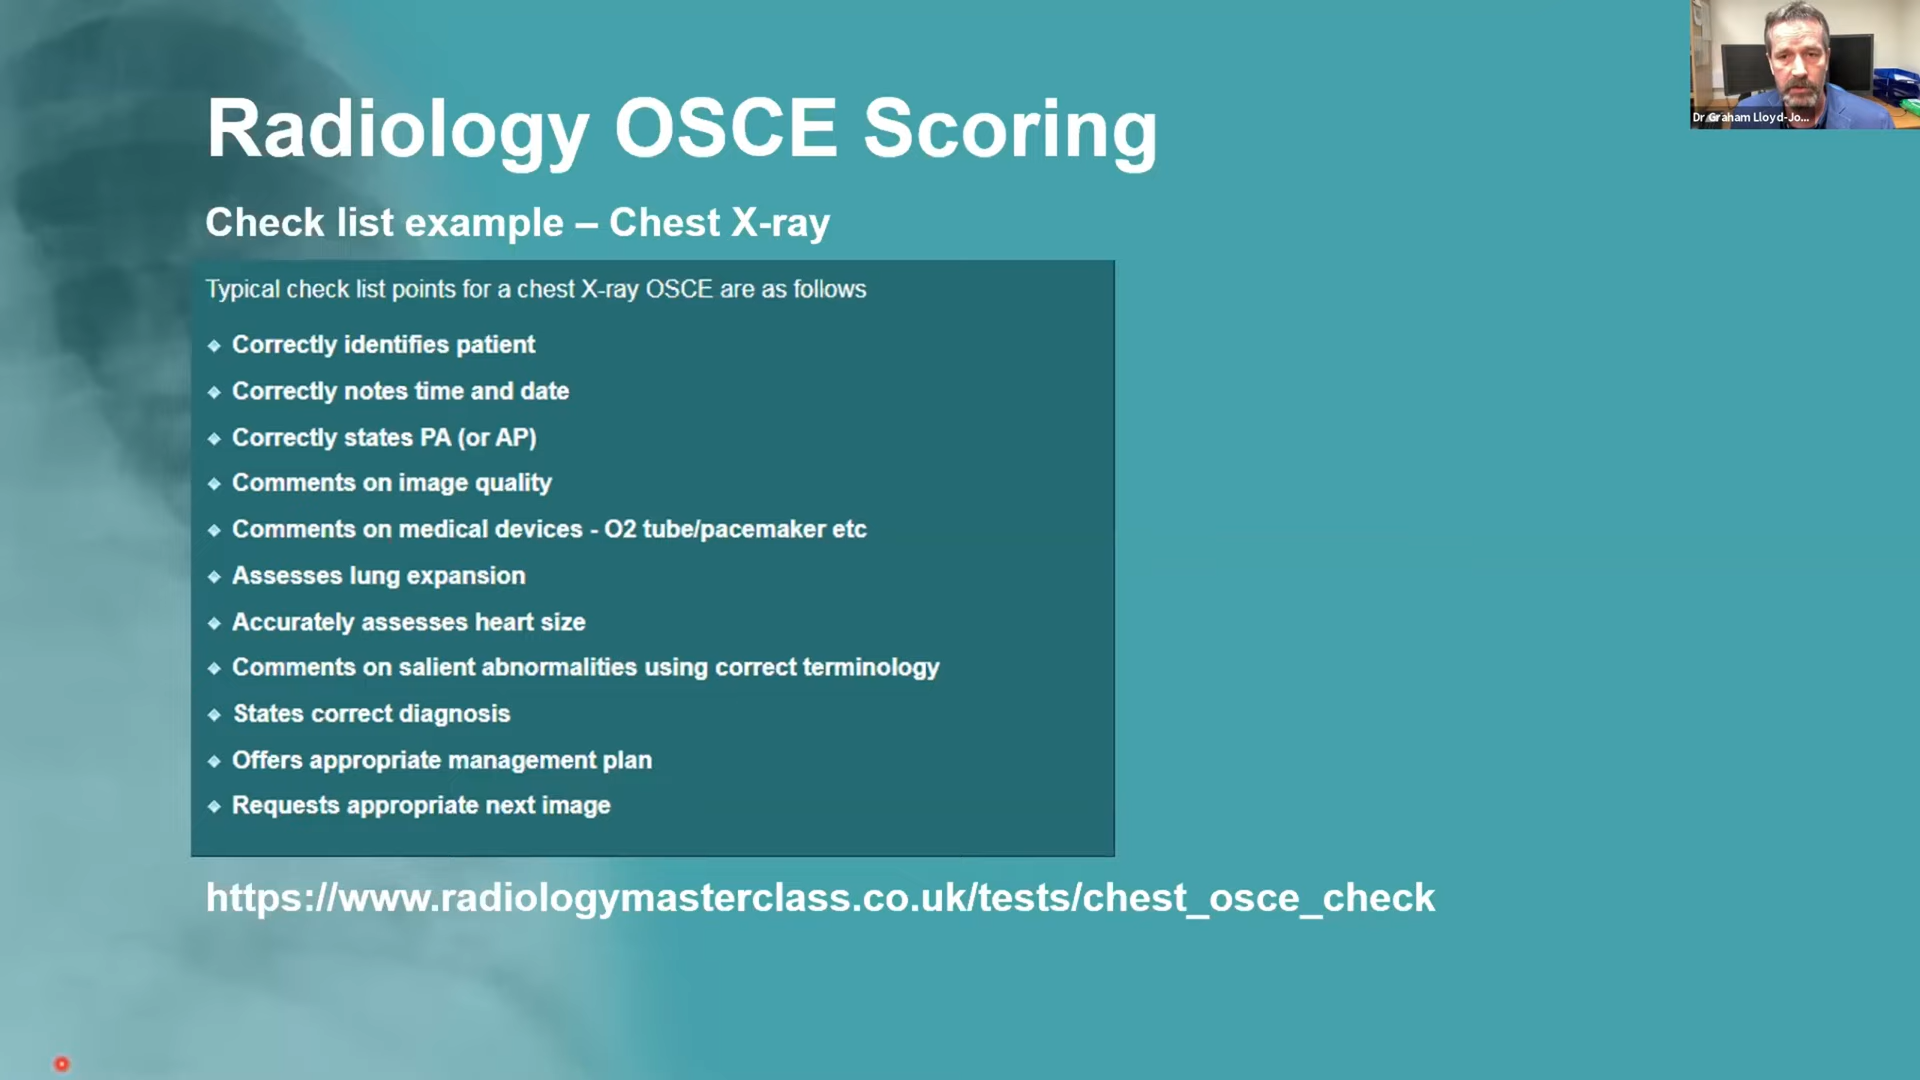 Dr Graham Lloyd-Jo...
Radiology OSCE Scoring
Check list example – Chest X-ray
Typical check list points for a chest X-ray OSCE are as follows
Correctly identifies patient
Correctly notes time and date
Correctly states PA (or AP)
Comments on image quality
Comments on medical devices - O2 tube/pacemaker etc
Assesses lung expansion
Accurately assesses heart size
Comments on salient abnormalities using correct terminology
States correct diagnosis
Offers appropriate management plan
Requests appropriate next image
https://www.radiologymasterclass.co.uk/tests/chest_osce_check